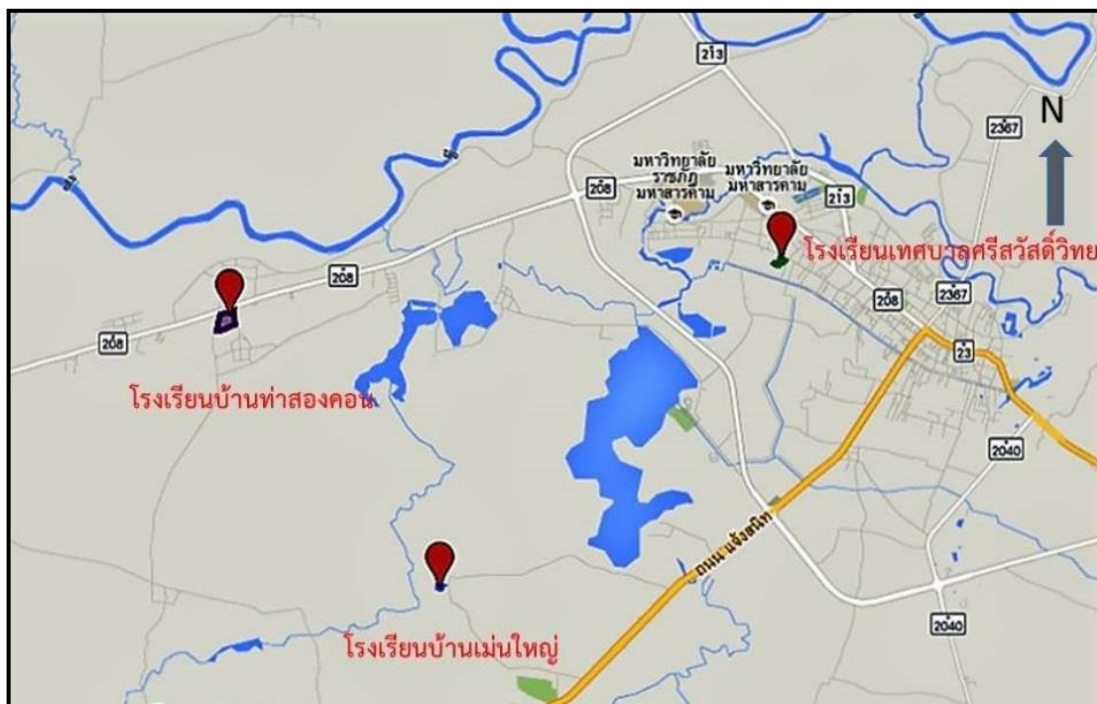 213
N
2367
มหาวิทยาลัย
ราชภัฏ
มหาสารคาม
มหาวิทยาลัย
มหาสารคาม
208
213
โรงเรียนเทศบาลศรีสวัสดิ์วิทย
208
208
2367
208
23
โรงเรียนบ้านท่าสองคอน
2040
ถนน แจ้งสนิท
โรงเรียนบ้านเม่นใหญ่
2040